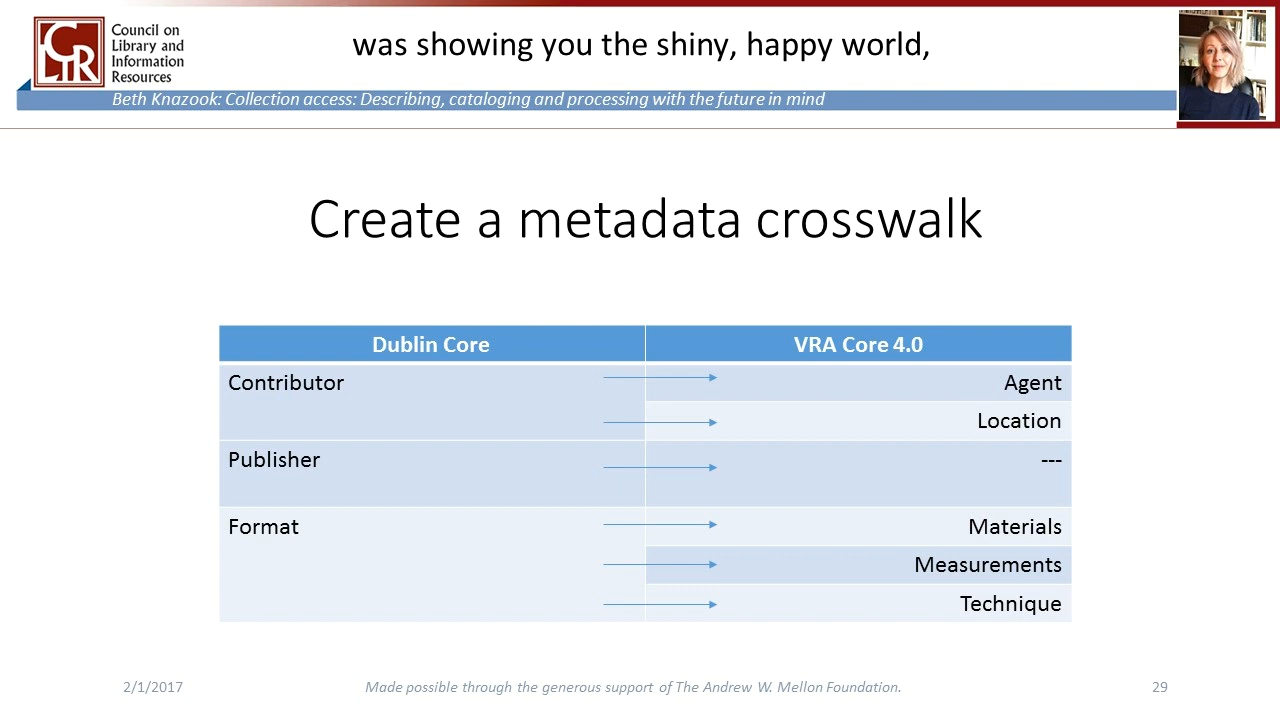 Council on
Library and
Information
Resources
CLIR
was showing you the shiny, happy world,
Beth Knazook: Collection access: Describing, cataloging and processing with the future in mind
Create a metadata crosswalk
Dublin Core VRA Core 4.0
Contributor Agent
Location
Publisher ---
Format Materials
Measurements
Technique
2/1/2017 Made possible through the generous support of The Andrew W. Mellon Foundation. 29